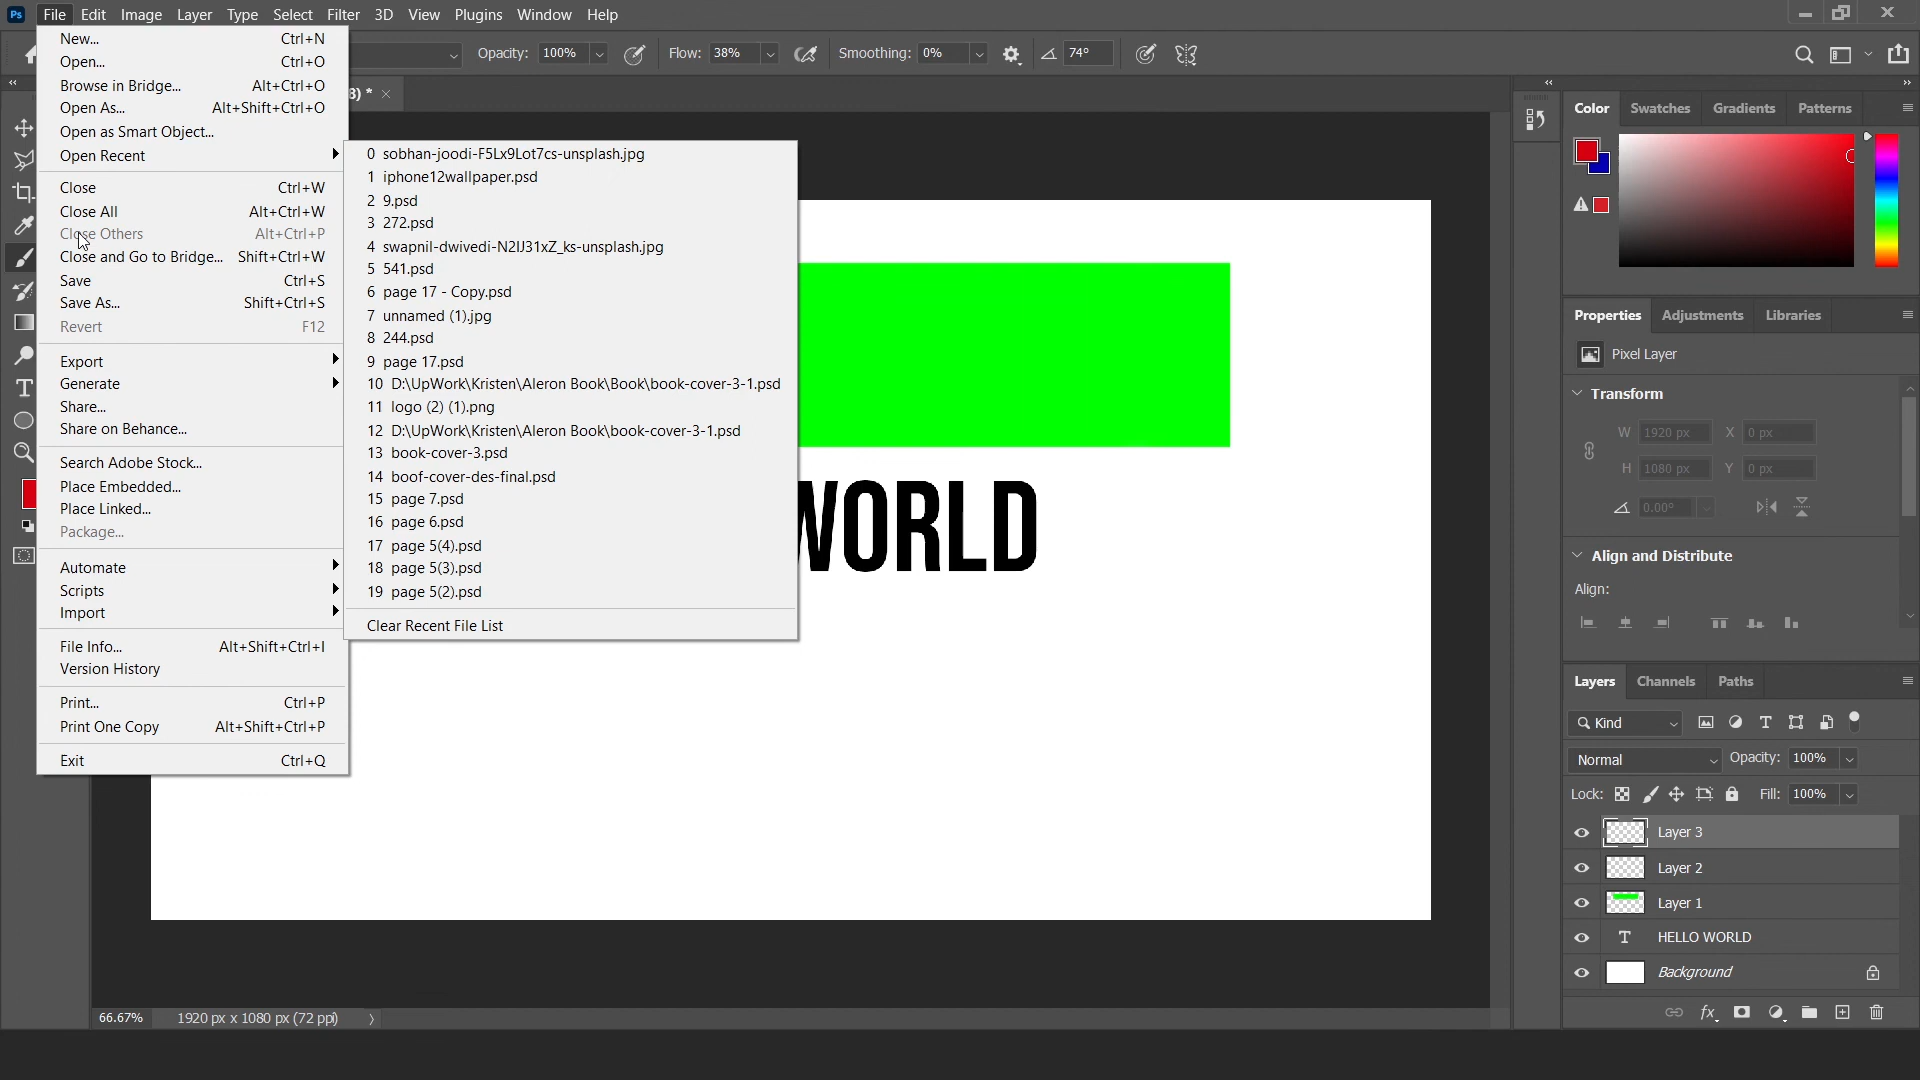 Ps File Edit Image Layer Type Select Filter 3D View Plugins Window Help
Opacity: 100% Flow: 38% Smoothing: 0% 74°
3) *
New... Ctrl+N
Open... Ctrl+O
Browse in Bridge... Alt+Ctrl+O
Open As... Alt+Shift+Ctrl+O
Open as Smart Object...
Open Recent
Close Ctrl+W
Close All Alt+Ctrl+W
Close Others Alt+Ctrl+P
Close and Go to Bridge... Shift+Ctrl+W
Save Ctrl+S
Save As... Shift+Ctrl+S
Revert F12
Export
Generate
Share...
Share on Behance...
Search Adobe Stock...
Place Embedded...
Place Linked...
Package...
Automate
Scripts
Import
File Info... Alt+Shift+Ctrl+I
Version History
Print... Ctrl+P
Print One Copy Alt+Shift+Ctrl+P
Exit Ctrl+Q
0 sobhan-joodi-F5Lx9Lot7cs-unsplash.jpg
1 iphone12wallpaper.psd
2 9.psd
3 272.psd
4 swapnil-dwivedi-N2IJ31xZ_ks-unsplash.jpg
5 541.psd
6 page 17 - Copy.psd
7 unnamed (1).jpg
8 244.psd
9 page 17.psd
10 D:\UpWork\Kristen\Aleron Book\Book\book-cover-3-1.psd
11 logo (2) (1).png
12 D:\UpWork\Kristen\Aleron Book\book-cover-3-1.psd
13 book-cover-3.psd
14 boof-cover-des-final.psd
15 page 7.psd
16 page 6.psd
17 page 5(4).psd
18 page 5(3).psd
19 page 5(2).psd
Clear Recent File List
WORLD
66.67% 1920 px x 1080 px (72 ppi)
Color Swatches Gradients Patterns
Properties Adjustments Libraries
Pixel Layer
Transform
W 1920 px X 0 px
H 1080 px Y 0 px
0.00°
Align and Distribute
Align:
Layers Channels Paths
Kind
Normal Opacity: 100%
Lock: Fill: 100%
Layer 3
Layer 2
Layer 1
T HELLO WORLD
Background